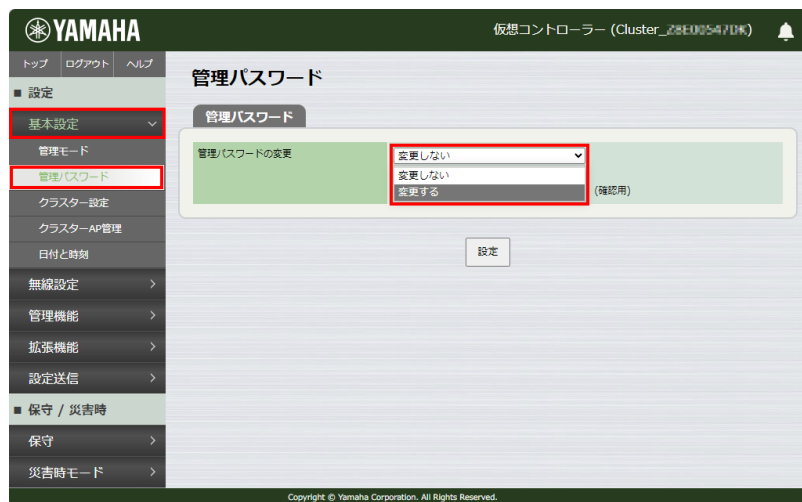 YAMAHA
仮想コントローラー (Cluster_
トップ ログアウト ヘルプ
■ 設定
基本設定
管理モード
管理パスワード
クラスター設定
クラスターAP管理
日付と時刻
無線設定
管理機能
拡張機能
設定送信
■ 保守 / 災害時
保守
災害時モード
管理パスワード
管理パスワード
管理パスワードの変更
変更しない
変更しない
変更する
(確認用)
設定
Copyright © Yamaha Corporation. All Rights Reserved.